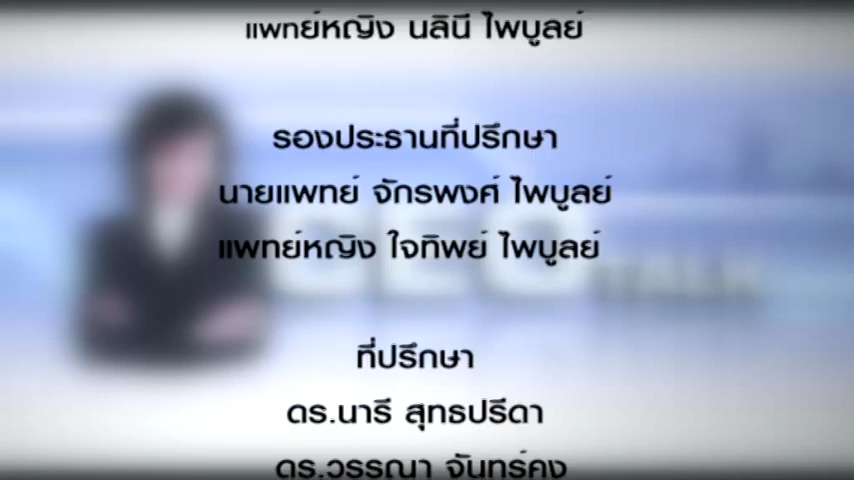 แพทย์หญิง นลินี ไพบูลย์
รองประธานที่ปรึกษา
นายแพทย์ จักรพงศ์ ไพบูลย์
แพทย์หญิง ใจทิพย์ ไพบูลย์
CEO
TALK
ที่ปรึกษา
ดร.นารี สุทธปรีดา
ดร.วรรณา จันทร์คง